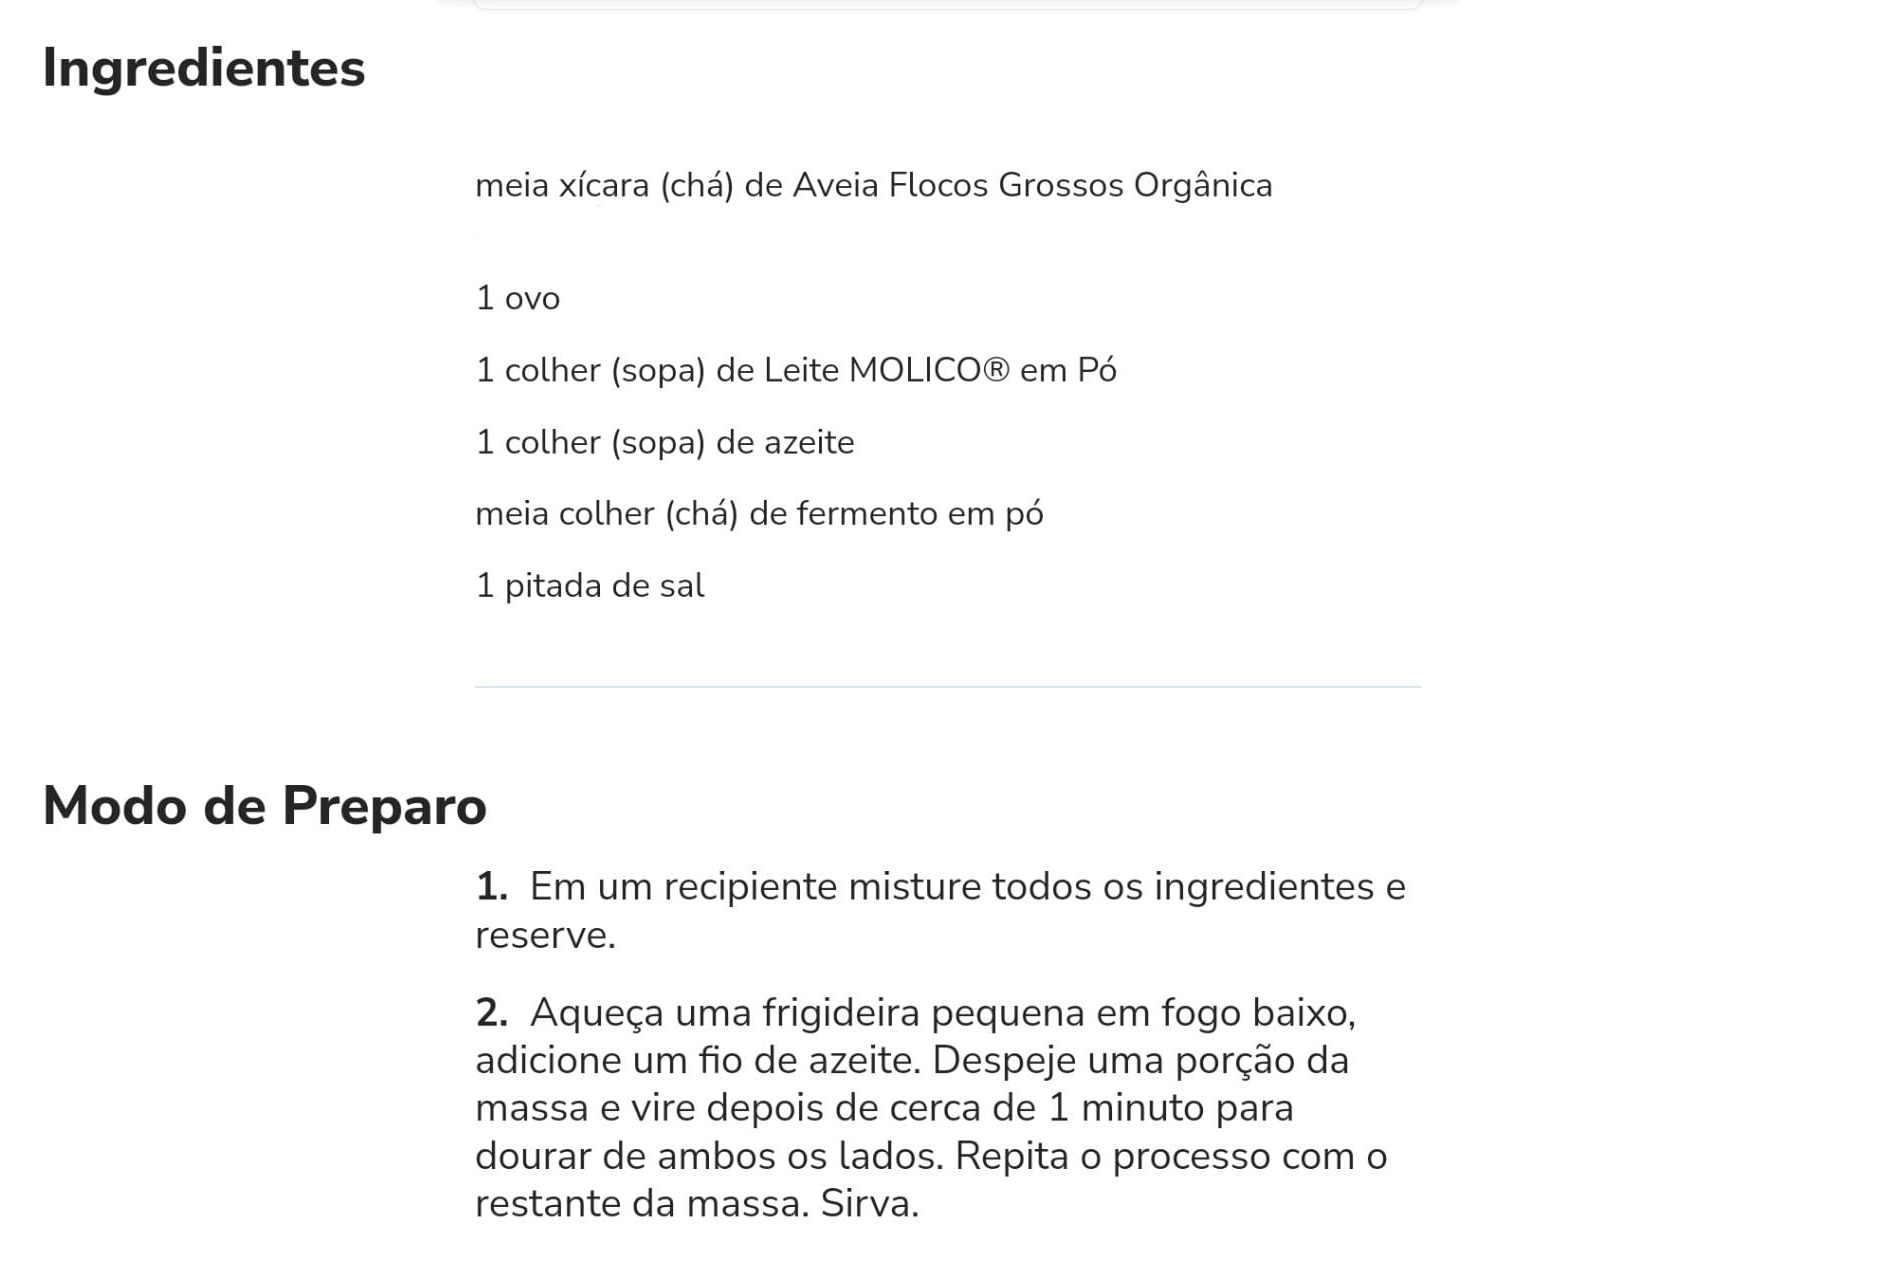 Ingredientes
meia xícara (chá) de Aveia Flocos Grossos Orgânica
1 ovo
1 colher (sopa) de Leite MOLICO® em Pó
1 colher (sopa) de azeite
meia colher (chá) de fermento em pó
1 pitada de sal
Modo de Preparo
1. Em um recipiente misture todos os ingredientes e
reserve.
2. Aqueça uma frigideira pequena em fogo baixo,
adicione um fio de azeite. Despeje uma porção da
massa e vire depois de cerca de 1 minuto para
dourar de ambos os lados. Repita o processo com o
restante da massa. Sirva.